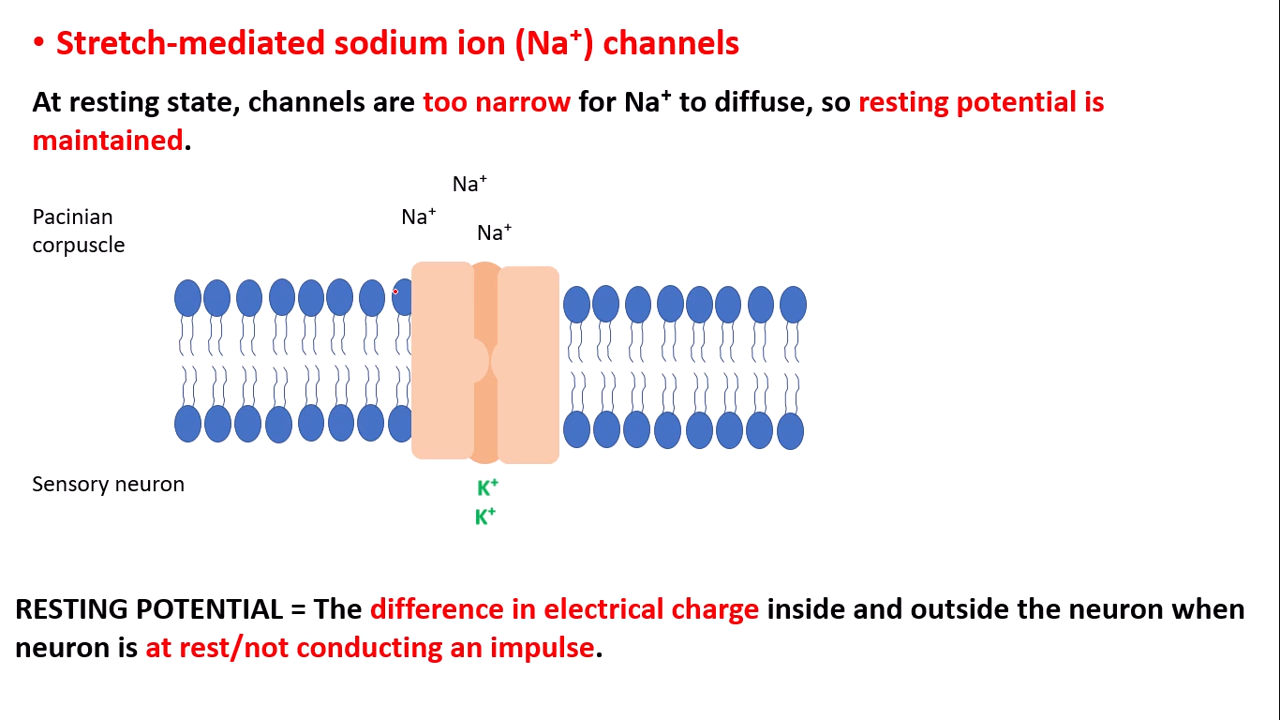 • Stretch-mediated sodium ion (Na⁺) channels
At resting state, channels are too narrow for Na⁺ to diffuse, so resting potential is
maintained.
Na⁺
Pacinian
corpuscle
Na⁺
Na⁺
Sensory neuron
K⁺
K⁺
RESTING POTENTIAL = The difference in electrical charge inside and outside the neuron when
neuron is at rest/not conducting an impulse.